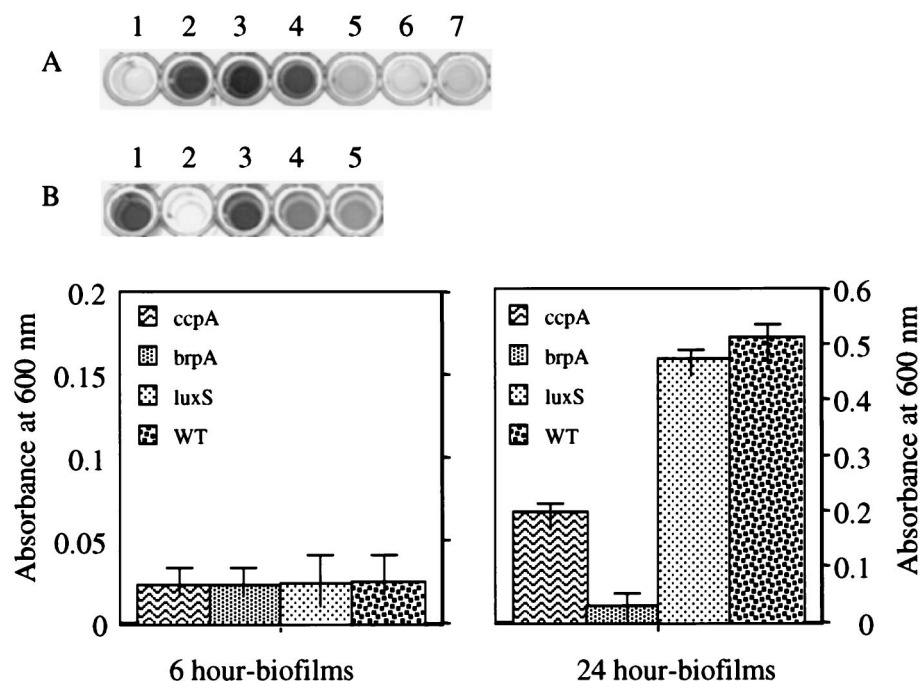 1 2 3 4 5 6 7
A
1 2 3 4 5
B
Absorbance at 600 nm
0.2
0.15
0.1
0.05
0
ccpA
brpA
luxS
WT
6 hour-biofilms
ccpA
brpA
luxS
WT
0.6
0.5
0.4
0.3
0.2
0.1
0
Absorbance at 600 nm
24 hour-biofilms